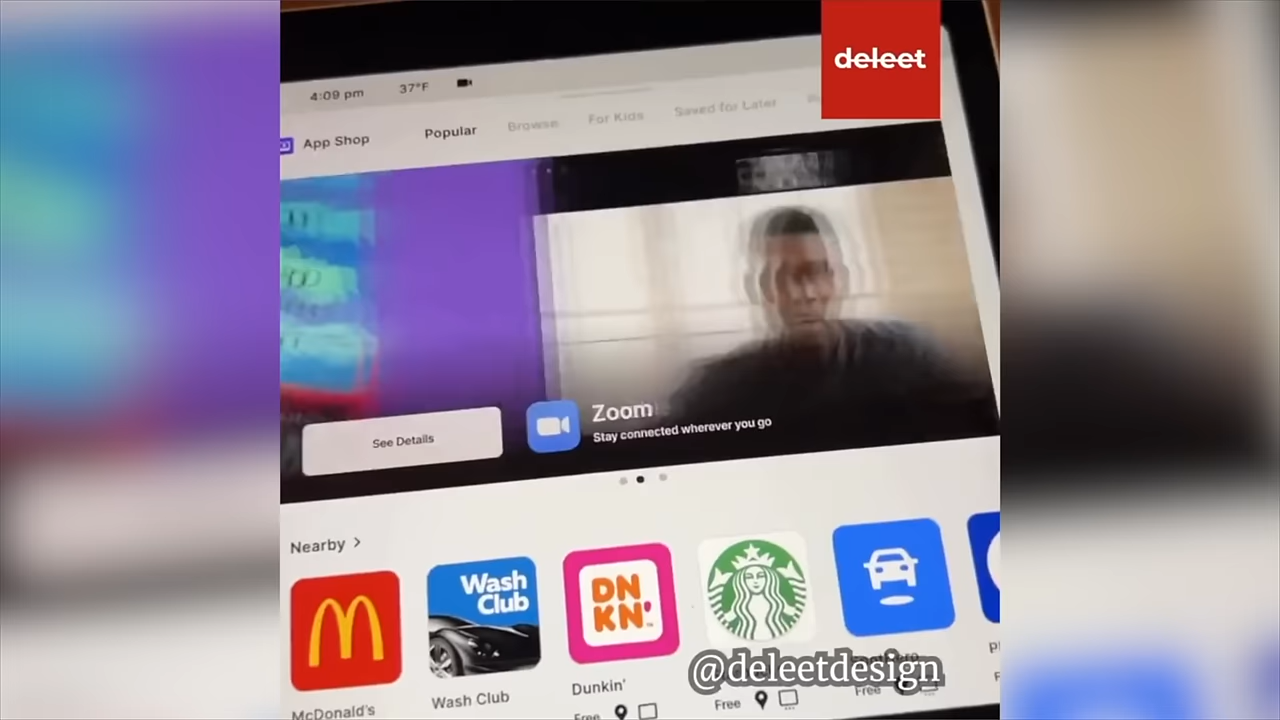 deleet
4:09 pm 37°F
App Shop Popular Browse For Kids Saved for Later
See Details
Zoom
Stay connected wherever you go
Nearby >
Wash
Club
DN
KN'
McDonald's
Wash Club
Dunkin'
Free
Free
Free
@deleetdesign